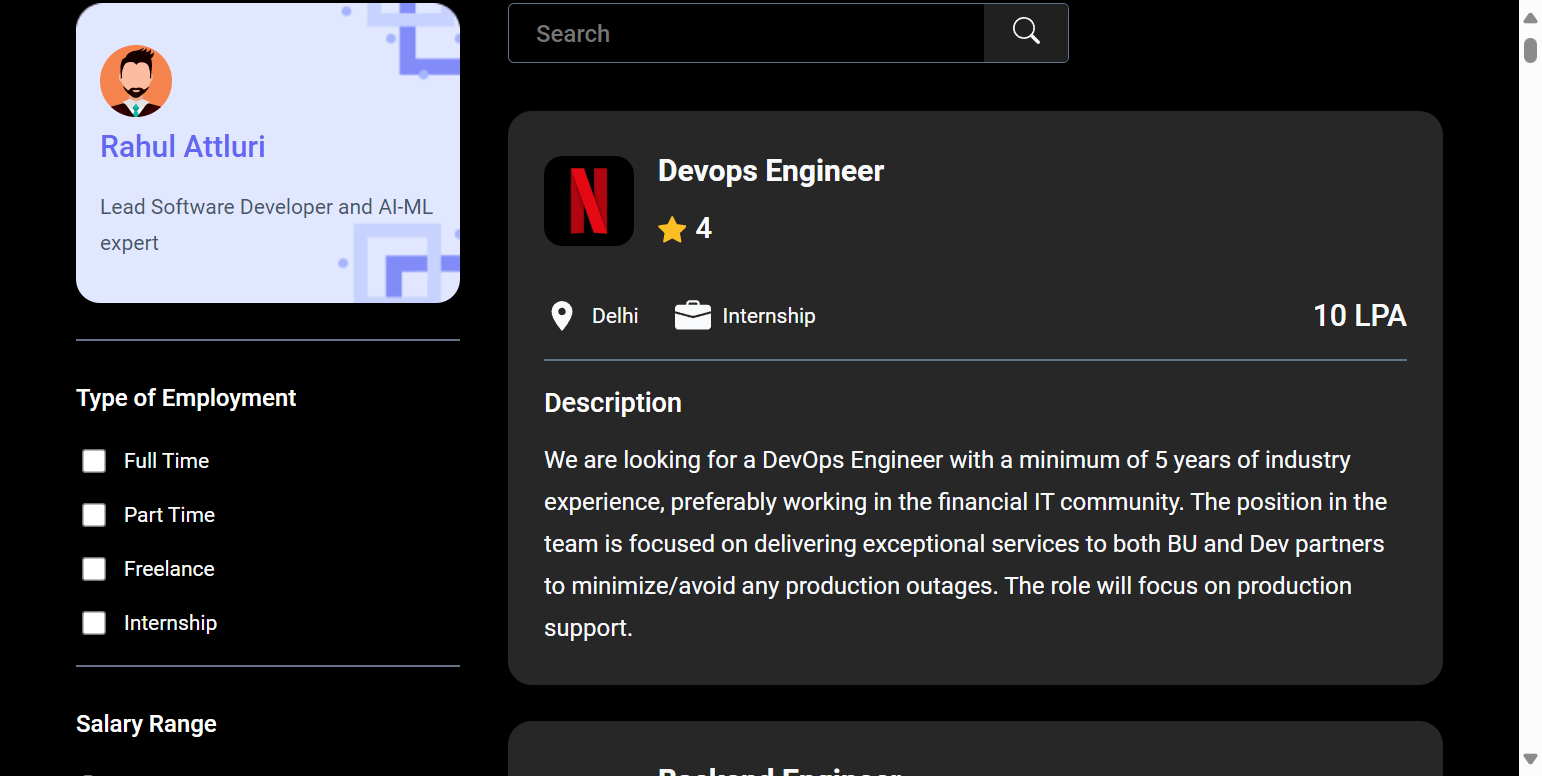 Rahul Attluri
Lead Software Developer and AI-ML
expert
Type of Employment
Full Time
Part Time
Freelance
Internship
Salary Range
Search
Devops Engineer
4
Delhi
Internship
10 LPA
Description
We are looking for a DevOps Engineer with a minimum of 5 years of industry
experience, preferably working in the financial IT community. The position in the
team is focused on delivering exceptional services to both BU and Dev partners
to minimize/avoid any production outages. The role will focus on production
support.
Backend Engineer